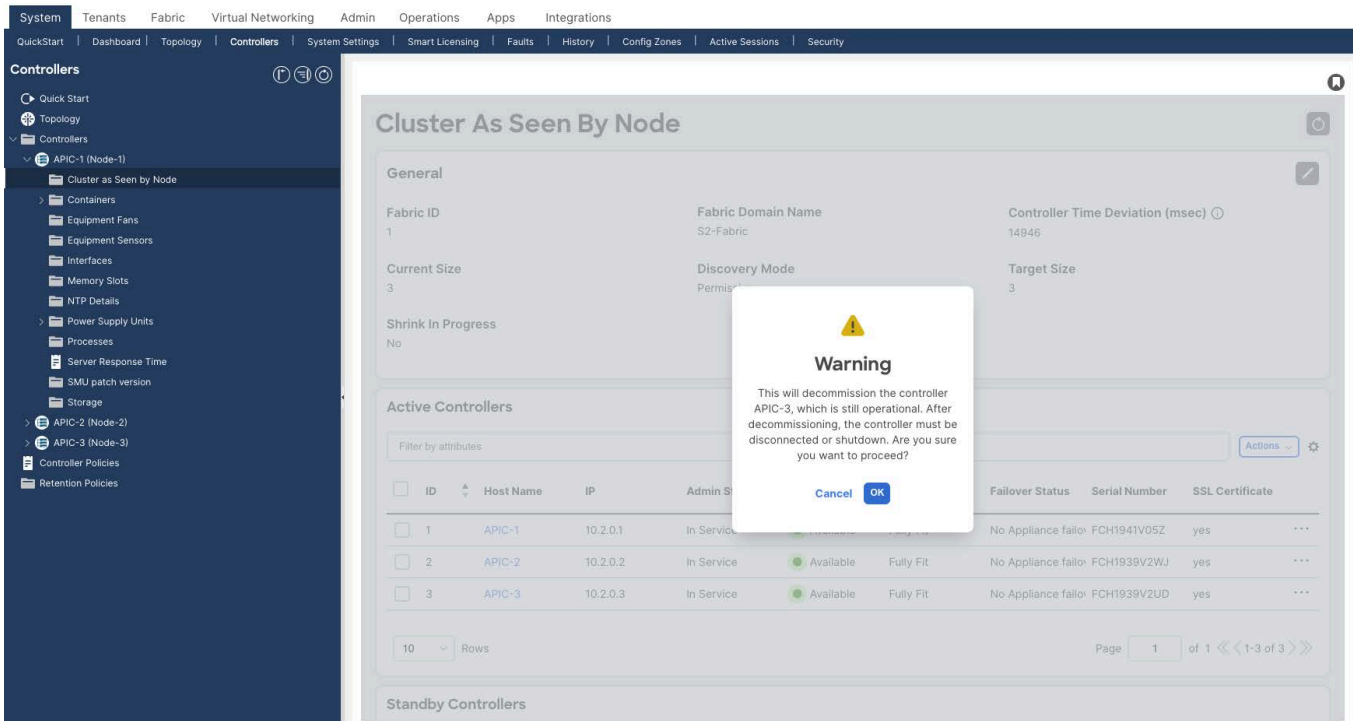 System Tenants Fabric Virtual Networking Admin Operations Apps Integrations
QuickStart | Dashboard | Topology | Controllers | System Settings | Smart Licensing | Faults | History | Config Zones | Active Sessions | Security
Controllers
Quick Start
Topology
Controllers
APIC-1 (Node-1)
Cluster as Seen by Node
Containers
Equipment Fans
Equipment Sensors
Interfaces
Memory Slots
NTP Details
Power Supply Units
Processes
Server Response Time
SMU patch version
Storage
APIC-2 (Node-2)
APIC-3 (Node-3)
Controller Policies
Retention Policies
Cluster As Seen By Node
General
Fabric ID
1
Fabric Domain Name
S2-Fabric
Controller Time Deviation (msec)
14946
Current Size
3
Discovery Mode
Target Size
3
Shrink In Progress
No
Warning
This will decommission the controller
APIC-3, which is still operational. After
decommissioning, the controller must be
disconnected or shutdown. Are you sure
you want to proceed?
Cancel OK
Active Controllers
Filter by attributes
Actions
ID Host Name IP Admin Failover Status Serial Number SSL Certificate
1 APIC-1 10.2.0.1 In Service No Appliance failo FCH1941V05Z yes
2 APIC-2 10.2.0.2 In Service Available Fully Fit No Appliance failo FCH1939V2WJ yes
3 APIC-3 10.2.0.3 In Service Available Fully Fit No Appliance failo FCH1939V2UD yes
10 Rows
Page 1 of 1 1-3 of 3
Standby Controllers